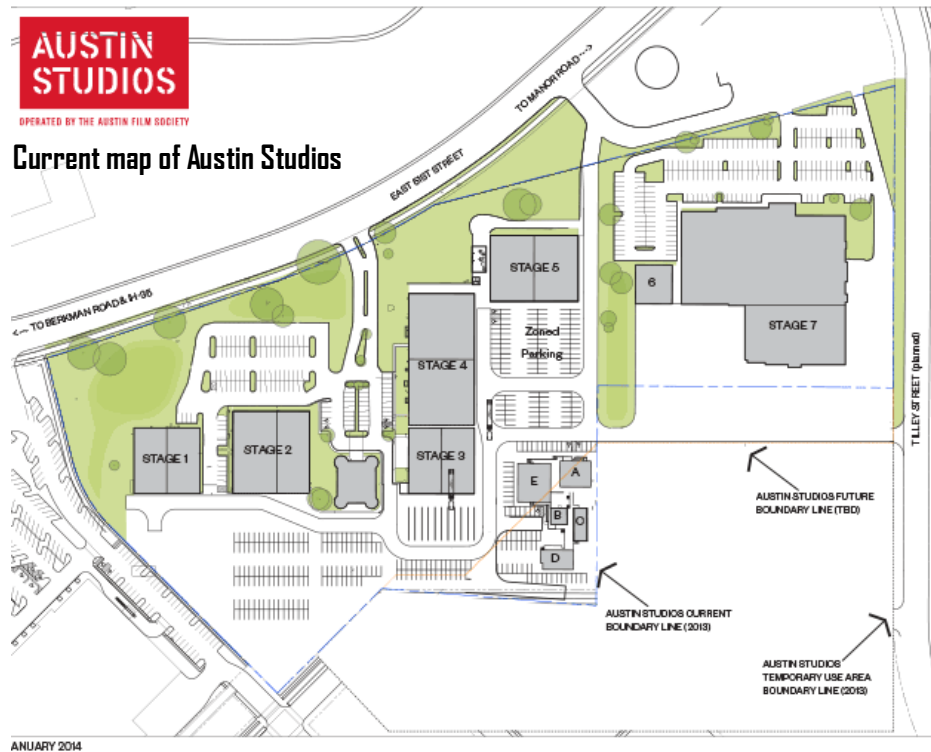 AUSTIN
STUDIOS
OPERATED BY THE AUSTIN FILM SOCIETY
Current map of Austin Studios
TO MANOR ROAD--->
EAST 51ST STREET
<--- TO BERKMAN ROAD & IH-35
STAGE 5
6
STAGE 7
Zoned
Parking
STAGE 4
TILLEY STREET (planned)
STAGE 1
STAGE 2
STAGE 3
A
E
B
C
D
AUSTIN STUDIOS FUTURE
BOUNDARY LINE (TBD)
AUSTIN STUDIOS CURRENT
BOUNDARY LINE (2013)
AUSTIN STUDIOS
TEMPORARY USE AREA
BOUNDARY LINE (2013)
ANUARY 2014